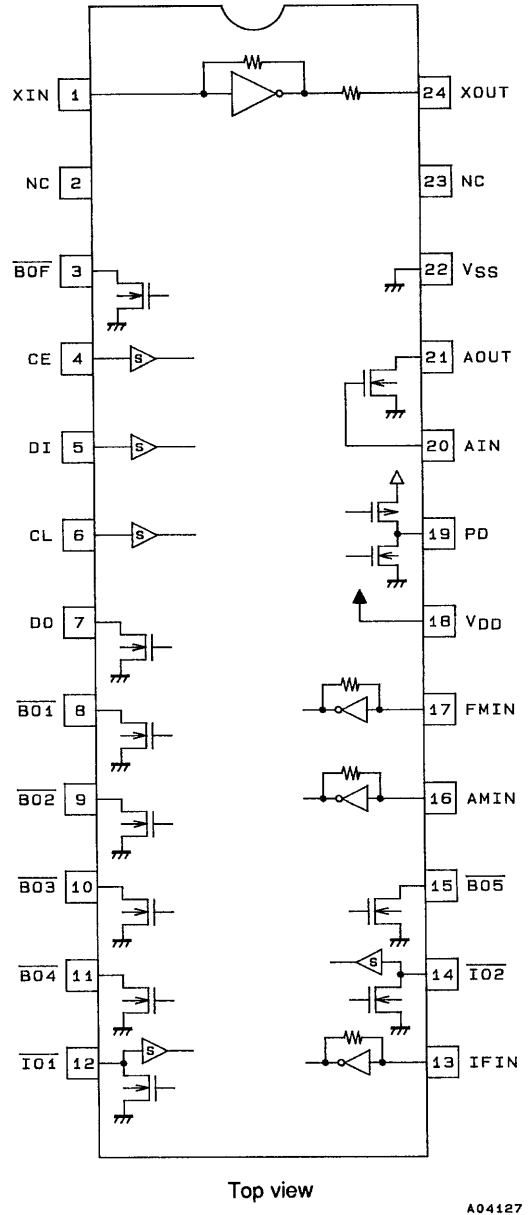 XIN 1 24 XOUT
NC 2 23 NC
B0F 3 22 VSS
CE 4 S 21 AOUT
DI 5 S 20 AIN
CL 6 S 19 PD
DO 7 18 VDD
BO1 8 17 FMIN
BO2 9 16 AMIN
BO3 10 15 BO5
BO4 11 S 14 IO2
IO1 12 S 13 IFIN
Top view
A04127